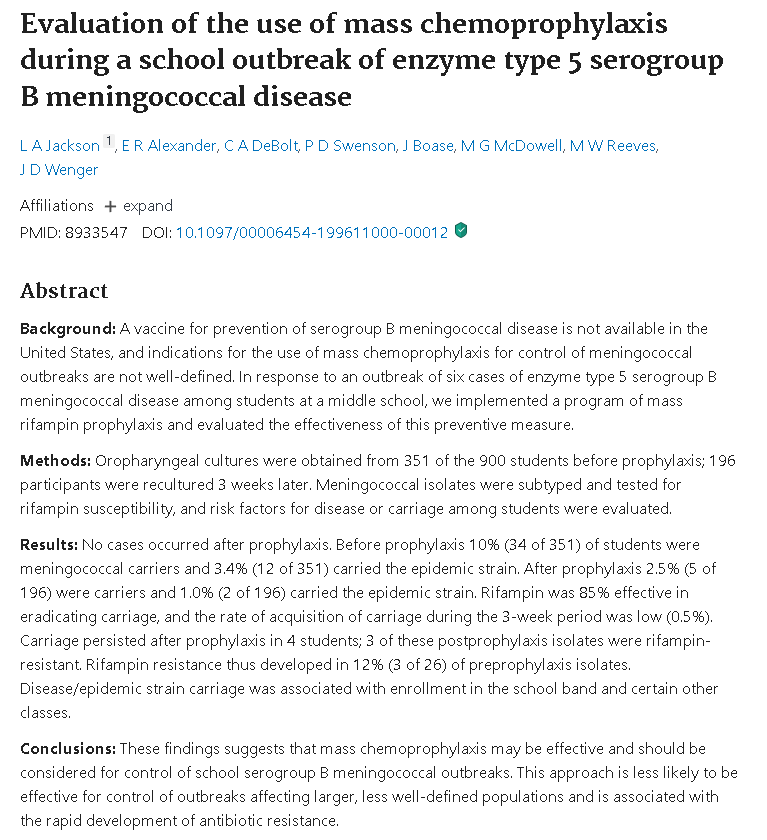 Evaluation of the use of mass chemoprophylaxis
during a school outbreak of enzyme type 5 serogroup
B meningococcal disease
L A Jackson 1, E R Alexander, C A DeBolt, P D Swenson, J Boase, M G McDowell, M W Reeves,
J D Wenger
Affiliations + expand
PMID: 8933547 DOI: 10.1097/00006454-199611000-00012
Abstract
Background: A vaccine for prevention of serogroup B meningococcal disease is not available in the
United States, and indications for the use of mass chemoprophylaxis for control of meningococcal
outbreaks are not well-defined. In response to an outbreak of six cases of enzyme type 5 serogroup B
meningococcal disease among students at a middle school, we implemented a program of mass
rifampin prophylaxis and evaluated the effectiveness of this preventive measure.
Methods: Oropharyngeal cultures were obtained from 351 of the 900 students before prophylaxis; 196
participants were recultured 3 weeks later. Meningococcal isolates were subtyped and tested for
rifampin susceptibility, and risk factors for disease or carriage among students were evaluated.
Results: No cases occurred after prophylaxis. Before prophylaxis 10% (34 of 351) of students were
meningococcal carriers and 3.4% (12 of 351) carried the epidemic strain. After prophylaxis 2.5% (5 of
196) were carriers and 1.0% (2 of 196) carried the epidemic strain. Rifampin was 85% effective in
eradicating carriage, and the rate of acquisition of carriage during the 3-week period was low (0.5%).
Carriage persisted after prophylaxis in 4 students; 3 of these postprophylaxis isolates were rifampin-
resistant. Rifampin resistance thus developed in 12% (3 of 26) of preprophylaxis isolates.
Disease/epidemic strain carriage was associated with enrollment in the school band and certain other
classes.
Conclusions: These findings suggests that mass chemoprophylaxis may be effective and should be
considered for control of school serogroup B meningococcal outbreaks. This approach is less likely to be
effective for control of outbreaks affecting larger, less well-defined populations and is associated with
the rapid development of antibiotic resistance.